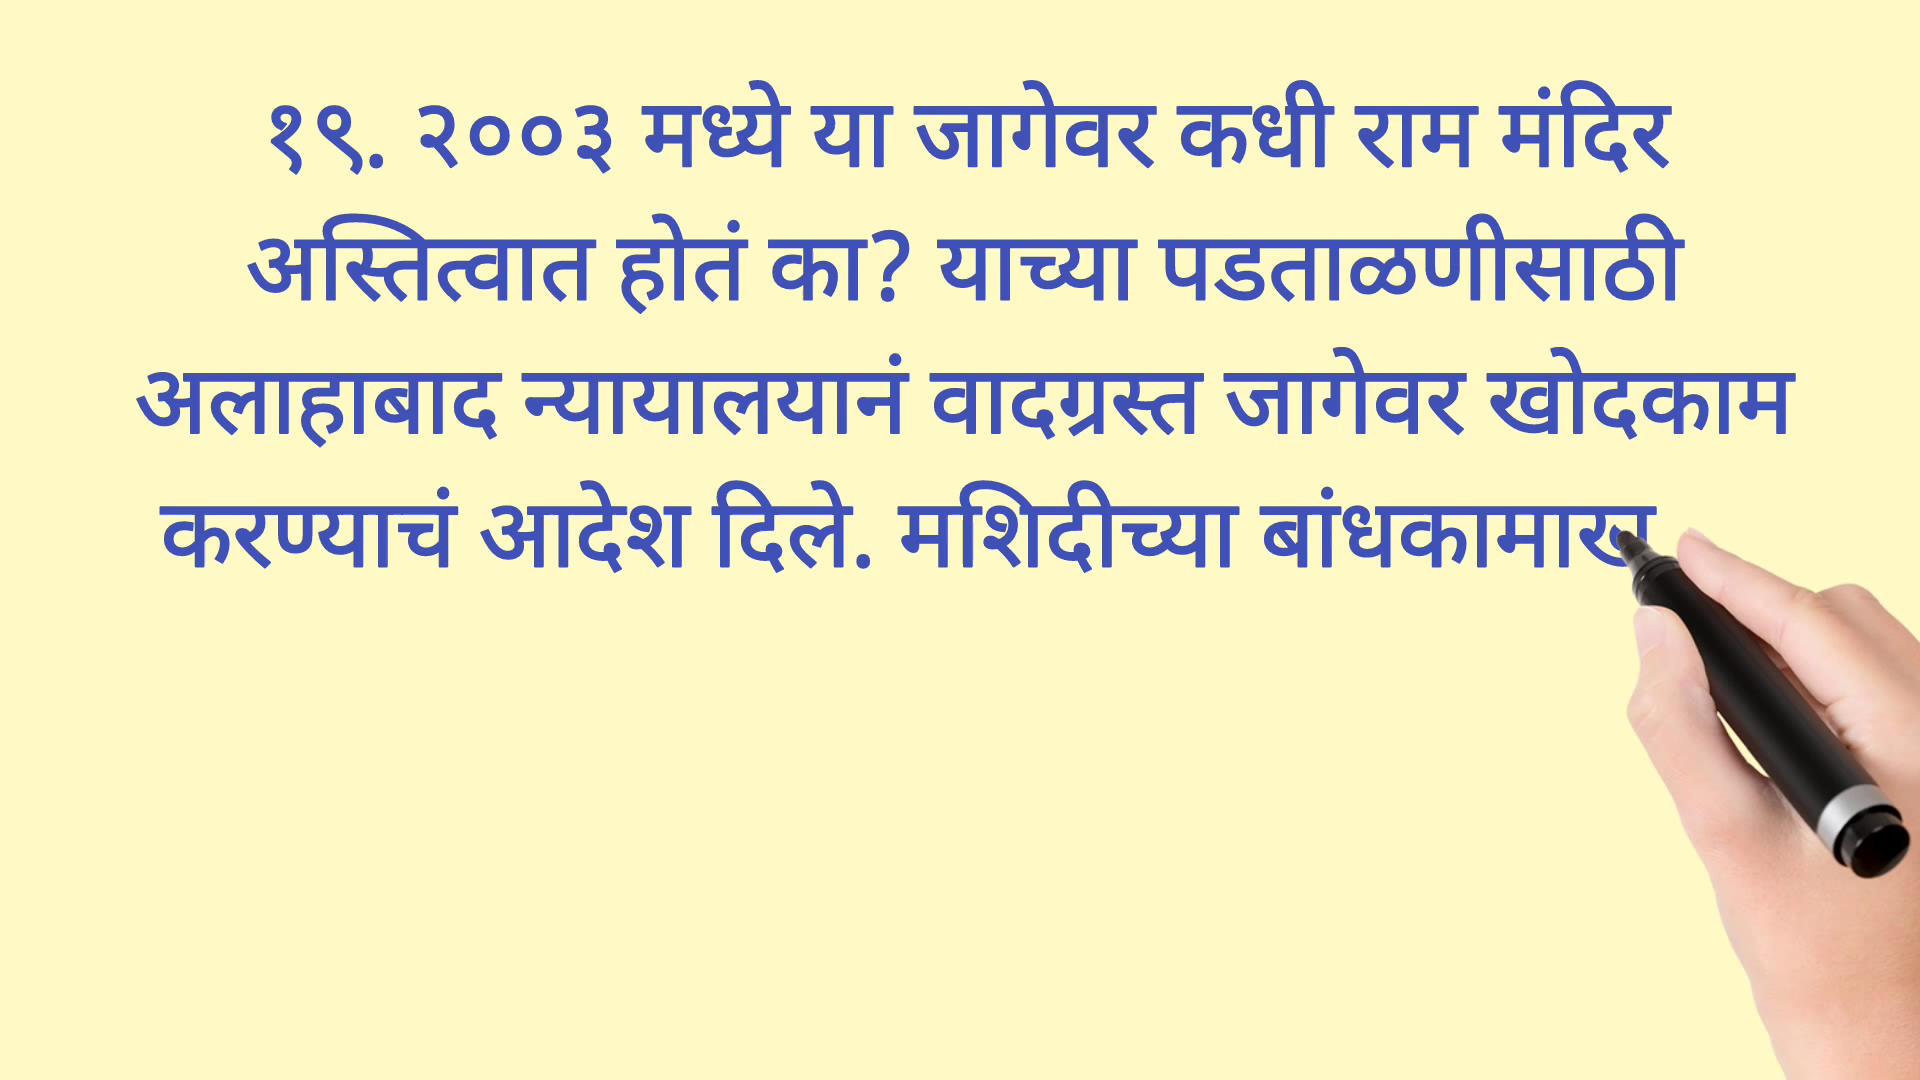 १९. २००३ मध्ये या जागेवर कधी राम मंदिर
अस्तित्वात होतं का? याच्या पडताळणीसाठी
अलाहाबाद न्यायालयानं वादग्रस्त जागेवर खोदकाम
करण्याचं आदेश दिले. मशिदीच्या बांधकामाख